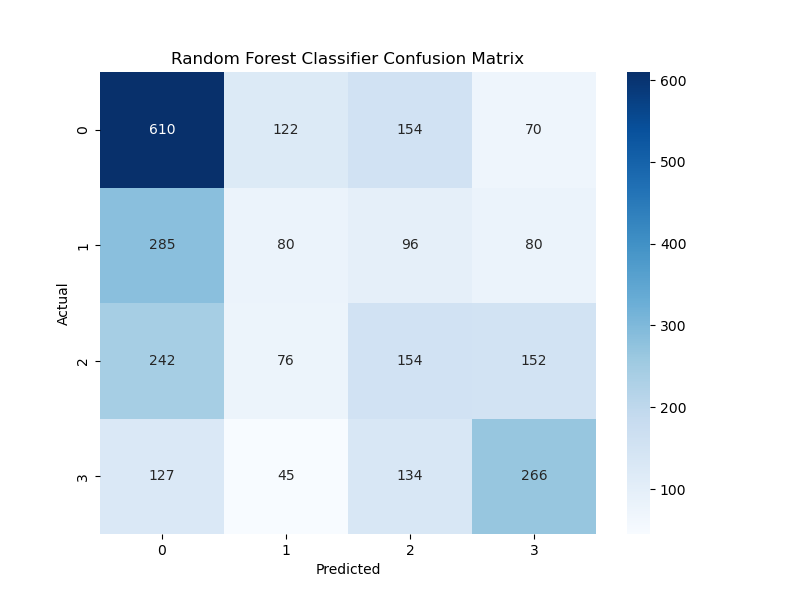 Random Forest Classifier Confusion Matrix
0 610 122 154 70
1 285 80 96 80
2 242 76 154 152
3 127 45 134 266
0 1 2 3
Predicted
Actual
600
500
400
300
200
100